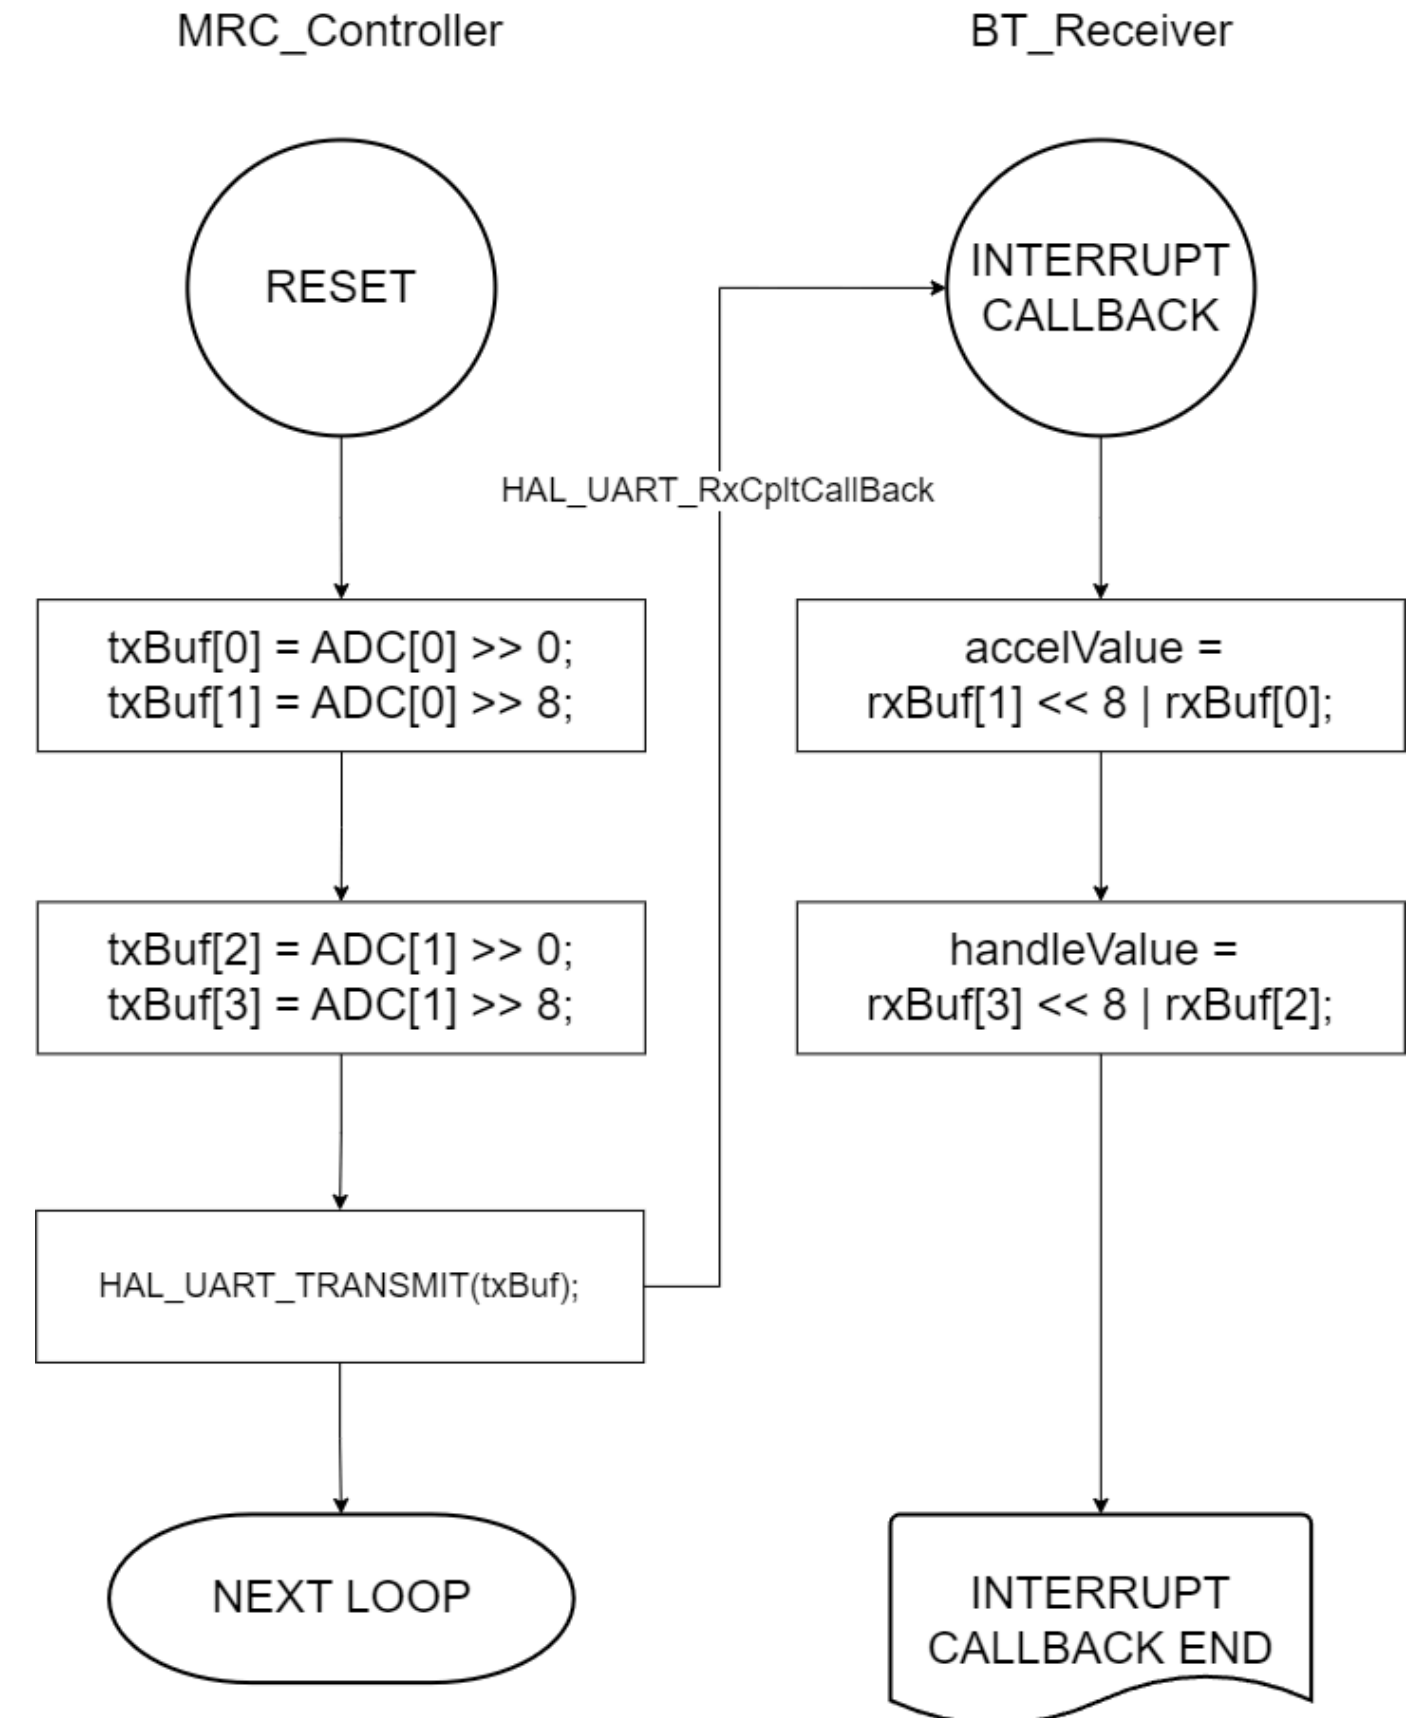 MRC_Controller
BT_Receiver
RESET
INTERRUPT
CALLBACK
HAL_UART_RxCpltCallBack
txBuf[0] = ADC[0] >> 0;
txBuf[1] = ADC[0] >> 8;
accelValue =
rxBuf[1] << 8 | rxBuf[0];
txBuf[2] = ADC[1] >> 0;
txBuf[3] = ADC[1] >> 8;
handleValue =
rxBuf[3] << 8 | rxBuf[2];
HAL_UART_TRANSMIT(txBuf);
NEXT LOOP
INTERRUPT
CALLBACK END